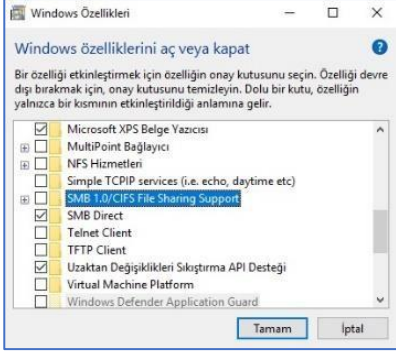 Windows Özellikleri
Windows özelliklerini aç veya kapat
Bir özelliği etkinleştirmek için özelliğin onay kutusunu seçin. Özelliği devre
dışı bırakmak için, onay kutusunu temizleyin. Dolu bir kutu, özelliğin
yalnızca bir kısmının etkinleştirildiği anlamına gelir.
Microsoft XPS Belge Yazıcısı
MultiPoint Bağlayıcı
NFS Hizmetleri
Simple TCPIP services (i.e. echo, daytime etc)
SMB 1.0/CIFS File Sharing Support
SMB Direct
Telnet Client
TFTP Client
Uzaktan Değişiklikleri Sıkıştırma API Desteği
Virtual Machine Platform
Windows Defender Application Guard
Tamam İptal